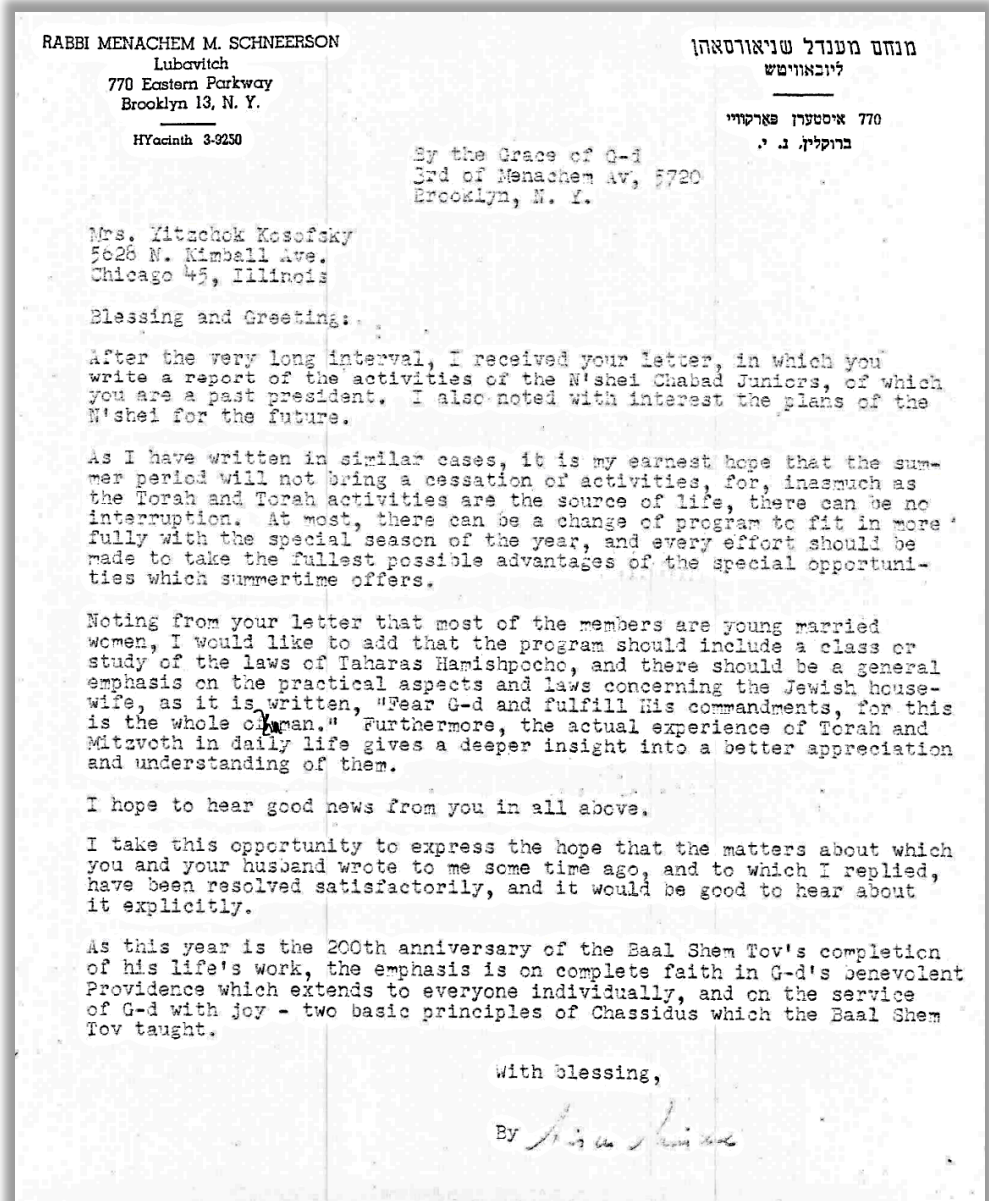 RABBI MENACHEM M. SCHNEERSON
Lubavitch
770 Eastern Parkway
Brooklyn 13, N. Y.
HYacinth 3-9250
מנחם מענדל שניאורסאהן
ליובאוויטש
770 איסטערן פארקוויי
ברוקלין, נ. י.
By the Grace of G-d
3rd of Menachem Av, 5720
Brooklyn, N. Y.
Mrs. Yitzchok Kosofsky
5628 N. Kimball Ave.
Chicago 45, Illinois
Blessing and Greeting:
After the very long interval, I received your letter, in which you
write a report of the activities of the N'shei Chabad Juniors, of which
you are a past president. I also noted with interest the plans of the
N'shei for the future.
As I have written in similar cases, it is my earnest hope that the sum-
mer period will not bring a cessation of activities, for, inasmuch as
the Torah and Torah activities are the source of life, there can be no
interruption. At most, there can be a change of program to fit in more
fully with the special season of the year, and every effort should be
made to take the fullest possible advantages of the special opportuni-
ties which summertime offers.
Noting from your letter that most of the members are young married
women, I would like to add that the program should include a class or
study of the laws of Taharas Hamishpocho, and there should be a general
emphasis on the practical aspects and laws concerning the Jewish house-
wife, as it is written, "Fear G-d and fulfill His commandments, for this
is the whole of man." Furthermore, the actual experience of Torah and
Mitzvoth in daily life gives a deeper insight into a better appreciation
and understanding of them.
I hope to hear good news from you in all above.
I take this opportunity to express the hope that the matters about which
you and your husband wrote to me some time ago, and to which I replied,
have been resolved satisfactorily, and it would be good to hear about
it explicitly.
As this year is the 200th anniversary of the Baal Shem Tov's completion
of his life's work, the emphasis is on complete faith in G-d's benevolent
Providence which extends to everyone individually, and on the service
of G-d with joy - two basic principles of Chassidus which the Baal Shem
Tov taught.
With blessing,
By